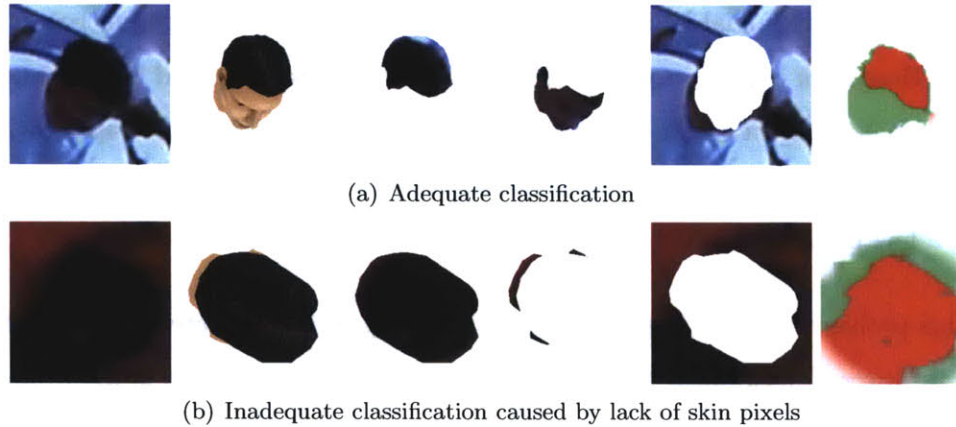 (a) Adequate classification
(b) Inadequate classification caused by lack of skin pixels